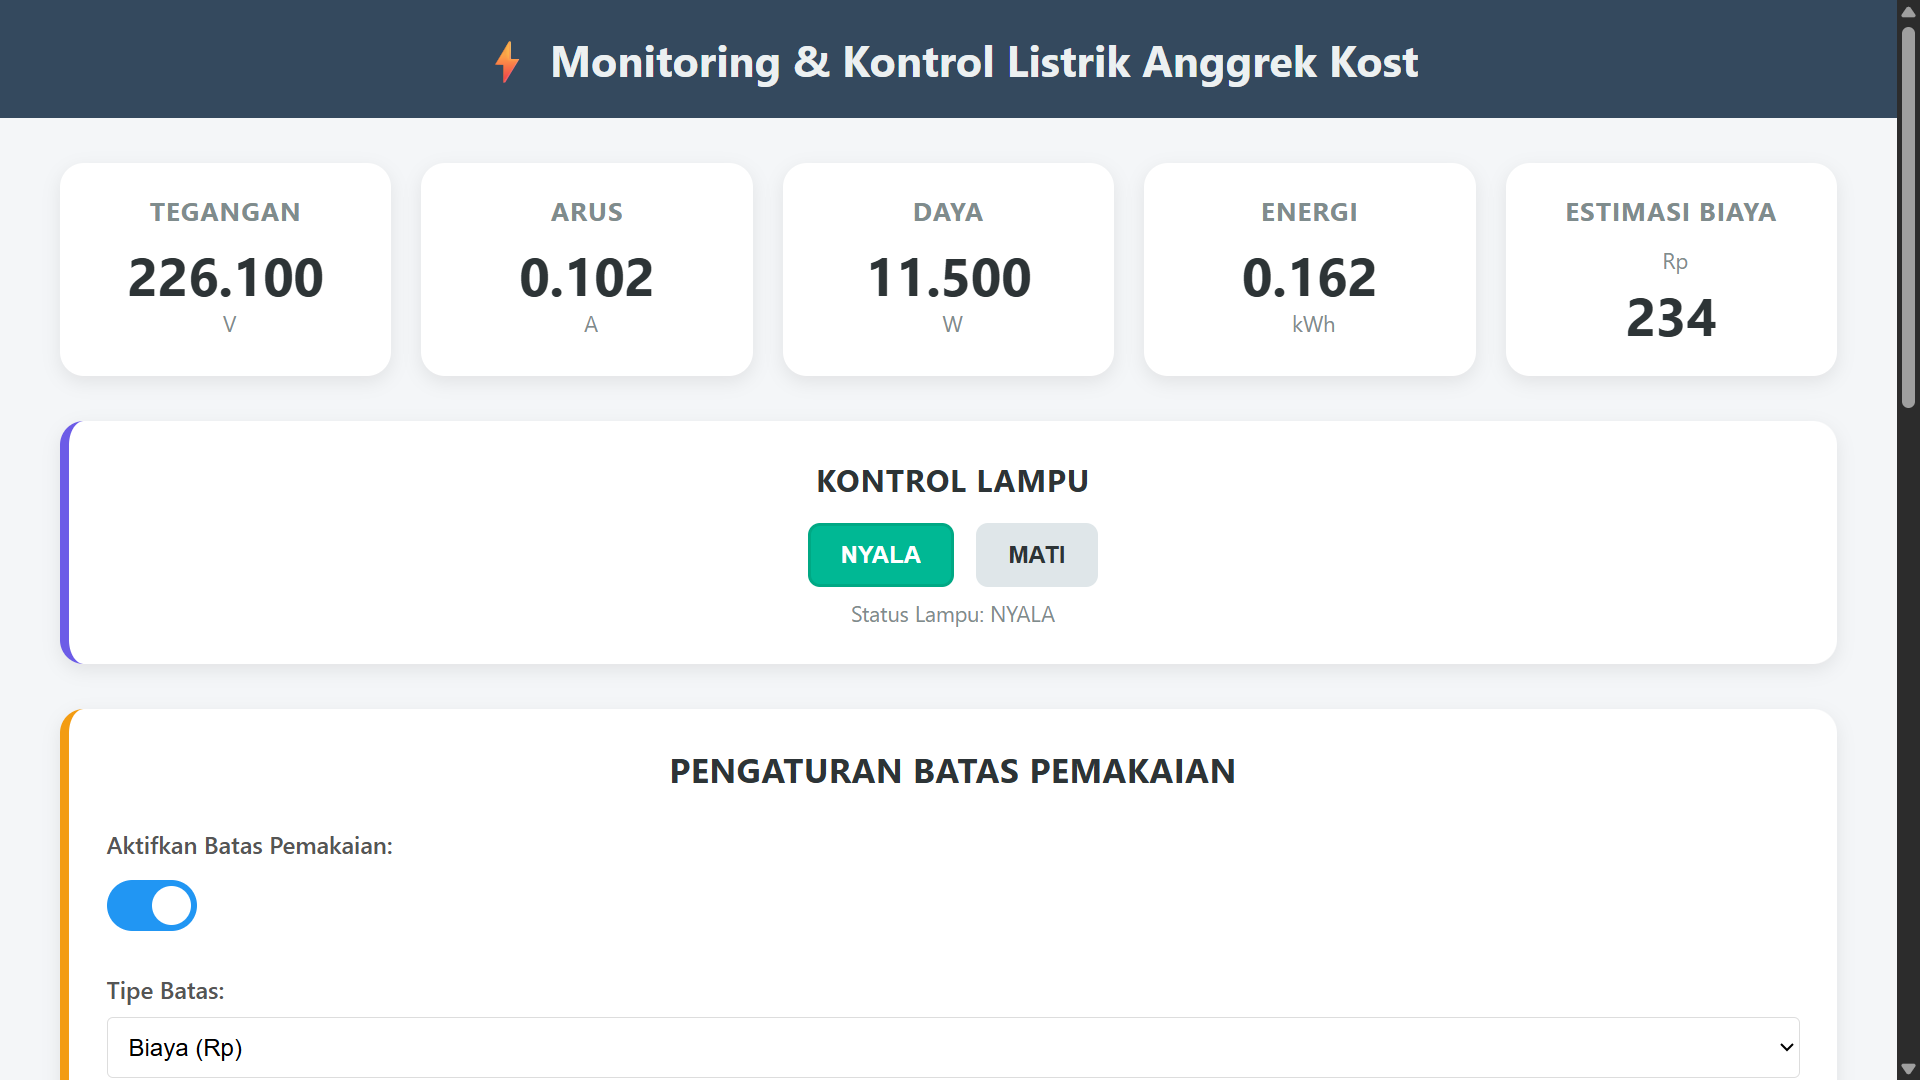 ⚡ Monitoring & Kontrol Listrik Anggrek Kost
TEGANGAN
226.100
V
ARUS
0.102
A
DAYA
11.500
W
ENERGI
0.162
kWh
ESTIMASI BIAYA
Rp
234
KONTROL LAMPU
NYALA MATI
Status Lampu: NYALA
PENGATURAN BATAS PEMAKAIAN
Aktifkan Batas Pemakaian:
Tipe Batas:
Biaya (Rp)